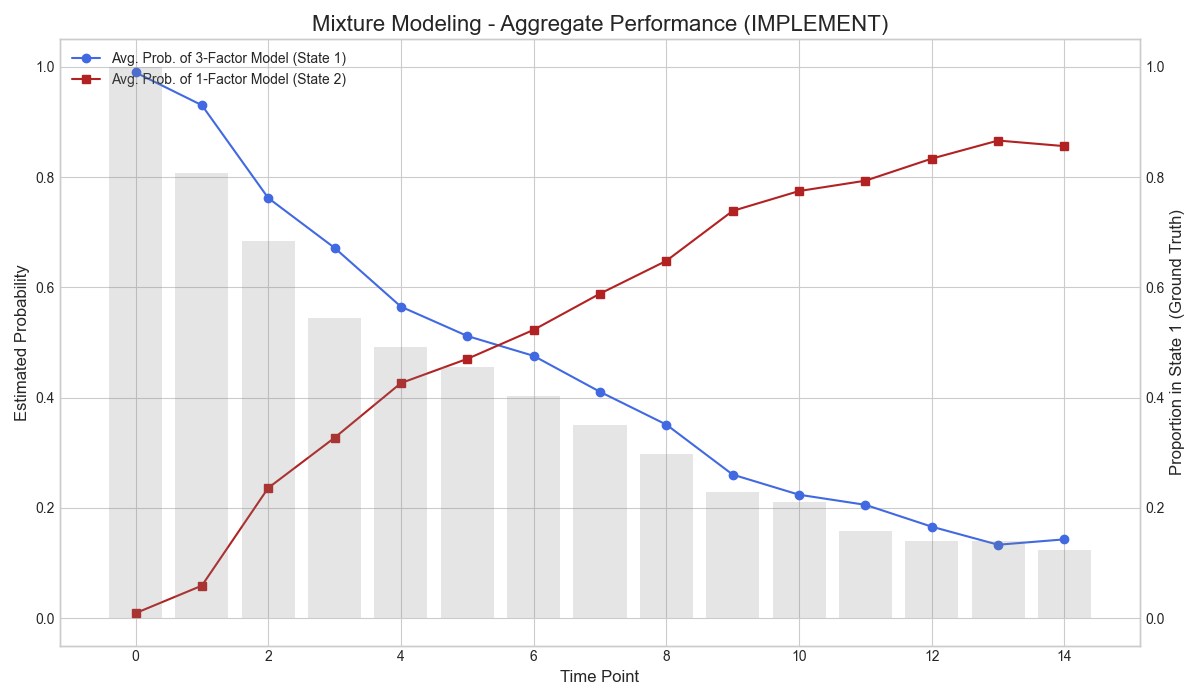 Mixture Modeling - Aggregate Performance (IMPLEMENT)
Avg. Prob. of 3-Factor Model (State 1)
Avg. Prob. of 1-Factor Model (State 2)
Estimated Probability
1.0
0.8
0.6
0.4
0.2
0.0
1.0
0.8
0.6
0.4
0.2
0.0
Proportion in State 1 (Ground Truth)
0 2 4 6 8 10 12 14
Time Point